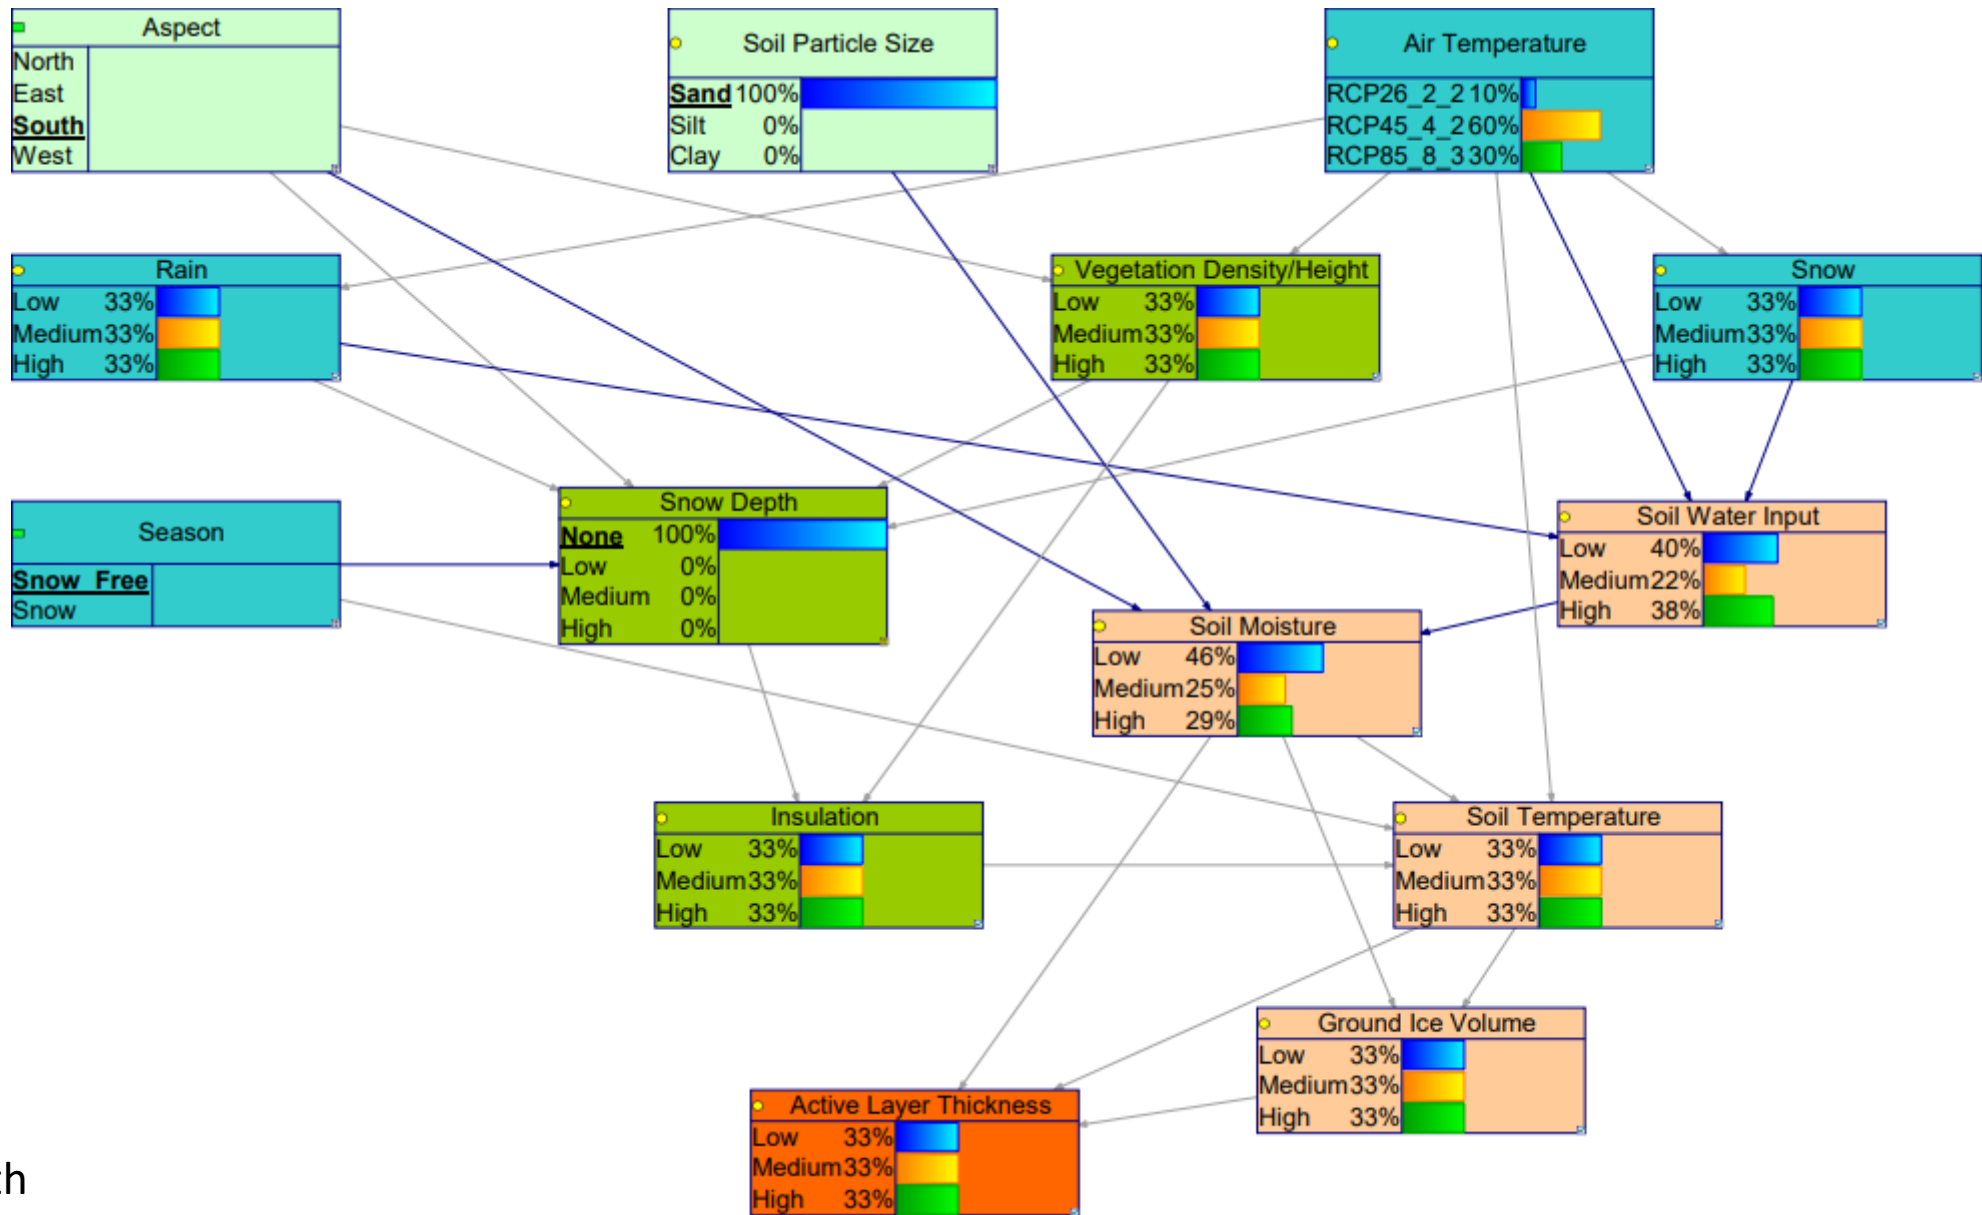 Aspect
North
East
South
West
Soil Particle Size
Sand 100%
Silt 0%
Clay 0%
Air Temperature
RCP26_2_2 10%
RCP45_4_2 60%
RCP85_8_3 30%
Rain
Low 33%
Medium 33%
High 33%
Vegetation Density/Height
Low 33%
Medium 33%
High 33%
Snow
Low 33%
Medium 33%
High 33%
Season
Snow_Free
Snow
Snow Depth
None 100%
Low 0%
Medium 0%
High 0%
Soil Water Input
Low 40%
Medium 22%
High 38%
Soil Moisture
Low 46%
Medium 25%
High 29%
Insulation
Low 33%
Medium 33%
High 33%
Soil Temperature
Low 33%
Medium 33%
High 33%
Ground Ice Volume
Low 33%
Medium 33%
High 33%
Active Layer Thickness
Low 33%
Medium 33%
High 33%